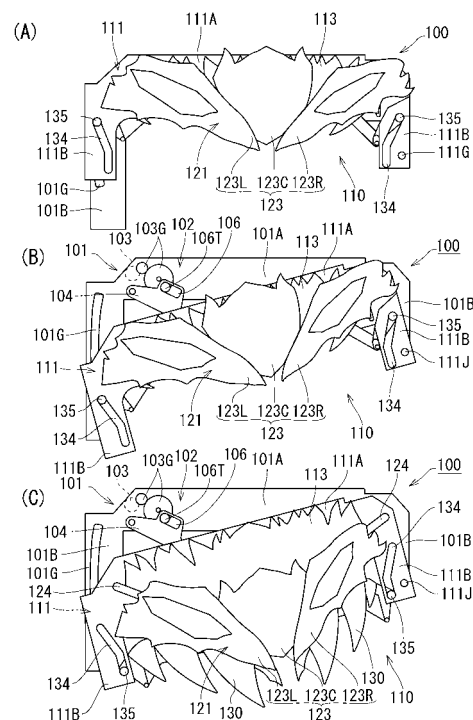 (A)
111
111A
113
100
135
134
111B
101G
101B
121
123L
123C
123R
123
110
135
111B
111G
134
(B)
101
103
103G
102
106
106T
101A
113
111A
100
104
101G
101B
135
111B
111J
111
135
134
111B
121
123L
123C
123R
123
110
134
(C)
101
103
103G
102
106
106T
101A
113
111A
124
100
104
134
101B
101B
101G
124
111B
111J
111
134
135
130
111B
135
121
130
123L
123C
123R
123
110